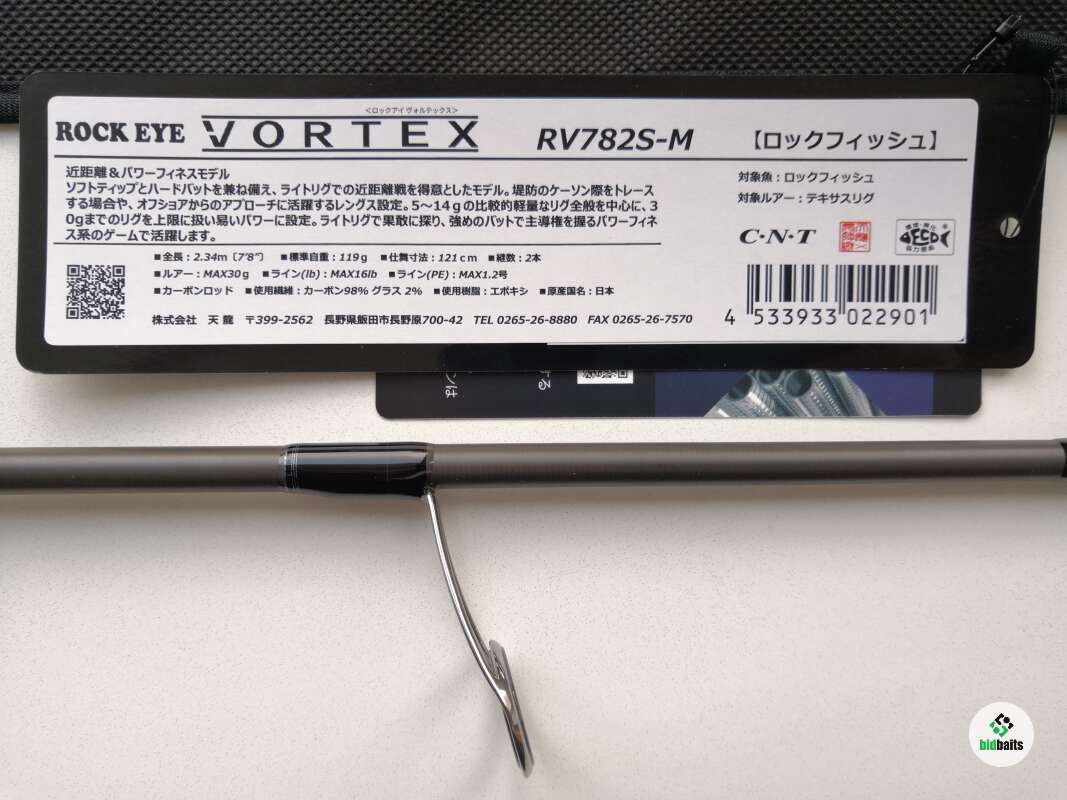 <ロックアイ ヴォルテックス>
ROCK EYE VORTEX RV782S-M 【ロックフィッシュ】
近距離＆パワーフィネスモデル
ソフトティップとハードバットを兼ね備え、ライトリグでの近距離戦を得意としたモデル。堤防のケーソン際をトレース
する場合や、オフショアからのアプローチに活躍するレングス設定。5～14ｇの比較的軽量なリグ全般を中心に、3
0gまでのリグを上限に扱い易いパワーに設定。ライトリグで果敢に探り、強めのバットで主導権を握るパワーフィネ
ス系のゲームで活躍します。
対象魚：ロックフィッシュ
対象ルアー：テキサスリグ
C・N・T
DECO
■全長：2.34m〔7'8"〕 ■標準自重：119g ■仕舞寸法：121cm ■継数：2本
■ルアー：MAX30g ■ライン(lb)：MAX16lb ■ライン(PE)：MAX1.2号
■カーボンロッド ■使用繊維：カーボン98% グラス 2% ■使用樹脂：エポキシ ■原産国名：日本
株式会社 天龍 〒399-2562 長野県飯田市長野原700-42 TEL 0265-26-8880 FAX 0265-26-7570
4 533933 022901
ンは
する
bidbaits